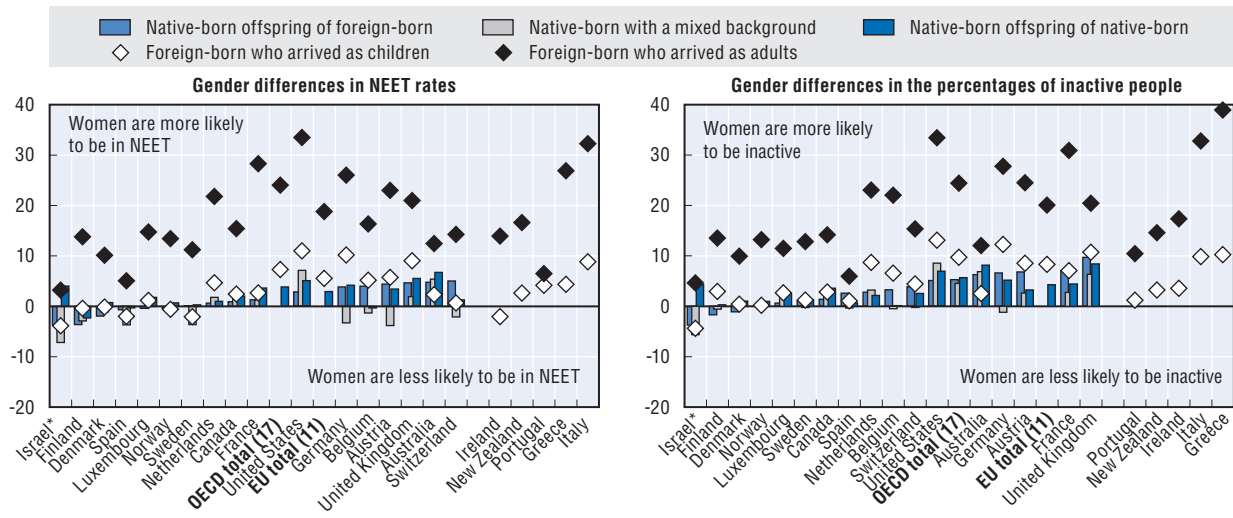 Native-born offspring of foreign-born Native-born with a mixed background Native-born offspring of native-born
Foreign-born who arrived as children Foreign-born who arrived as adults
Gender differences in NEET rates
40
30
20
10
0
-10
-20
Women are more likely
to be in NEET
Women are less likely to be in NEET
Israel*
Finland
Denmark
Spain
Luxembourg
Norway
Sweden
Netherlands
Canada
France
OECD total (17)
United States
EU total (11)
Germany
Belgium
Austria
United Kingdom
Australia
Switzerland
Ireland
New Zealand
Portugal
Greece
Italy
Gender differences in the percentages of inactive people
40
30
20
10
0
-10
-20
Women are more likely
to be inactive
Women are less likely to be inactive
Israel*
Finland
Denmark
Norway
Luxembourg
Sweden
Canada
Spain
Netherlands
Belgium
Switzerland
United States
OECD total (17)
Australia
Germany
Austria
EU total (11)
France
United Kingdom
Portugal
New Zealand
Ireland
Italy
Greece